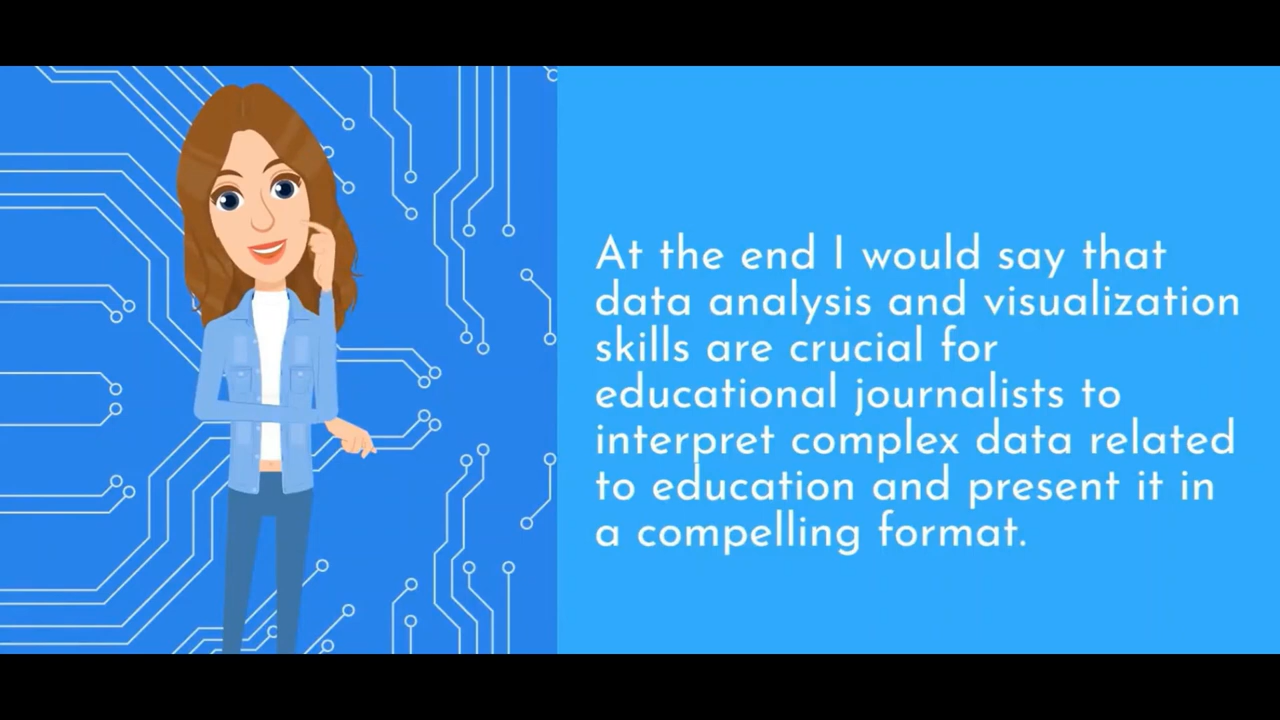 At the end I would say that
data analysis and visualization
skills are crucial for
educational journalists to
interpret complex data related
to education and present it in
a compelling format.